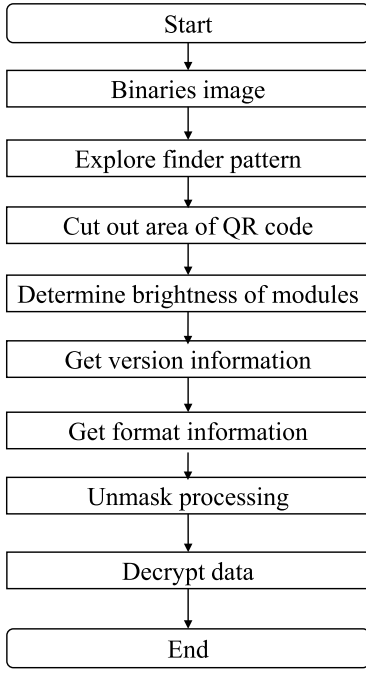 Start
Binaries image
Explore finder pattern
Cut out area of QR code
Determine brightness of modules
Get version information
Get format information
Unmask processing
Decrypt data
End